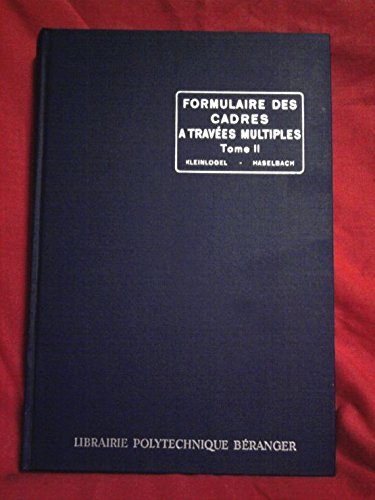 FORMULAIRE DES
CADRES
A TRAVÉES MULTIPLES
Tome II
KLEINLOGEL - HASELBACH
LIBRAIRIE POLYTECHNIQUE BÉRANGER